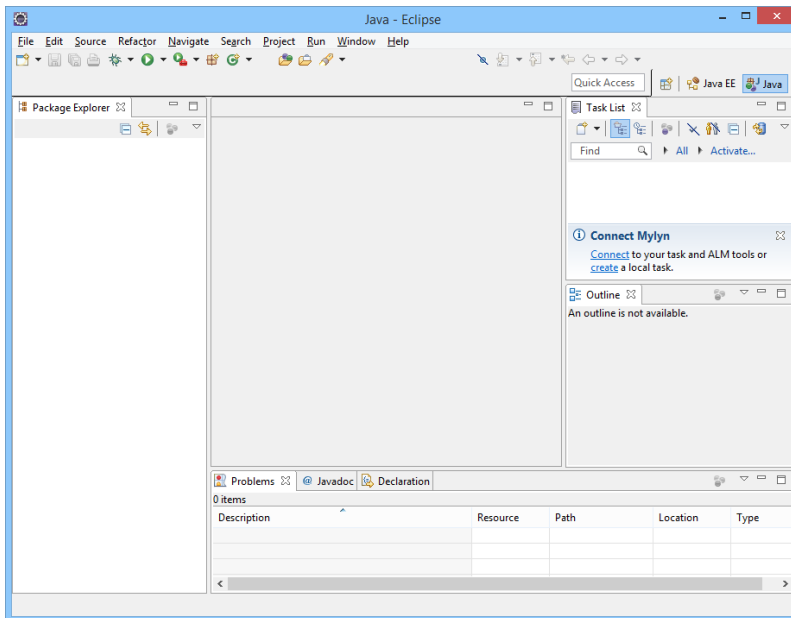 Java - Eclipse
File Edit Source Refactor Navigate Search Project Run Window Help
Quick Access Java EE Java
Package Explorer
Task List
Find All Activate...
Connect Mylyn
Connect to your task and ALM tools or
create a local task.
Outline
An outline is not available.
Problems @ Javadoc Declaration
0 items
Description Resource Path Location Type